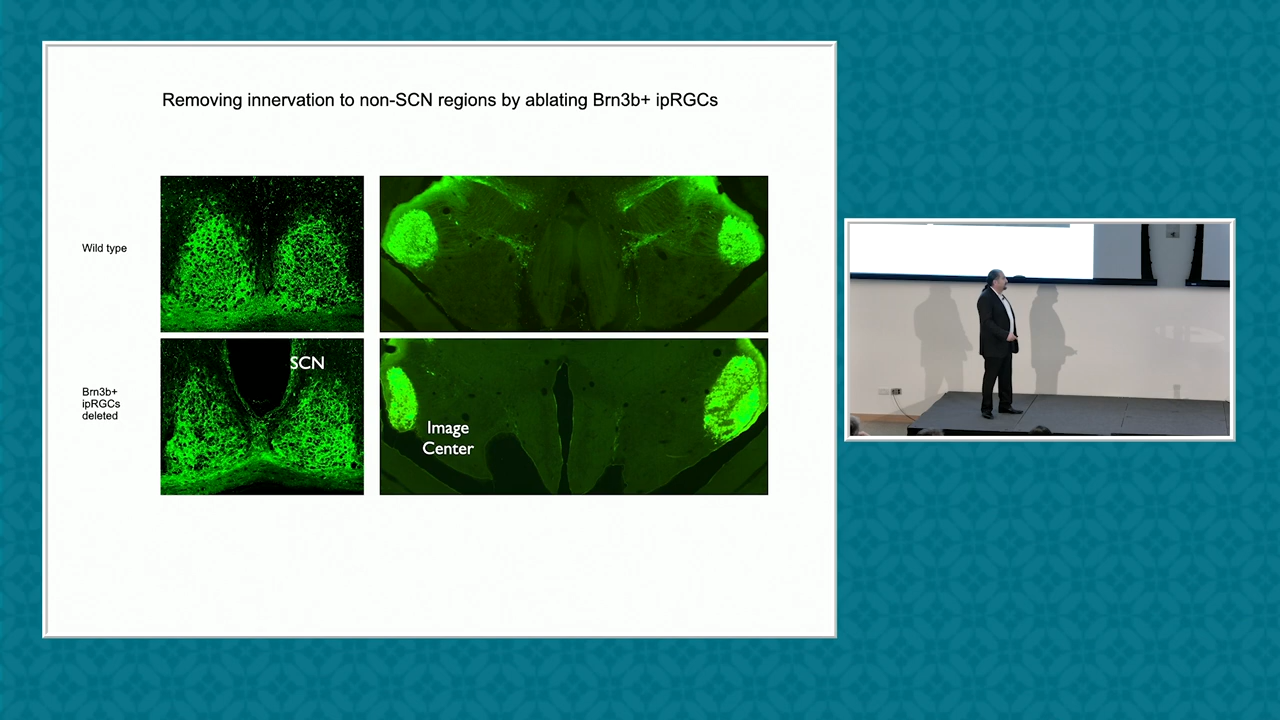 Removing innervation to non-SCN regions by ablating Brn3b+ ipRGCs
Wild type
SCN
Brn3b+
ipRGCs
deleted
Image
Center